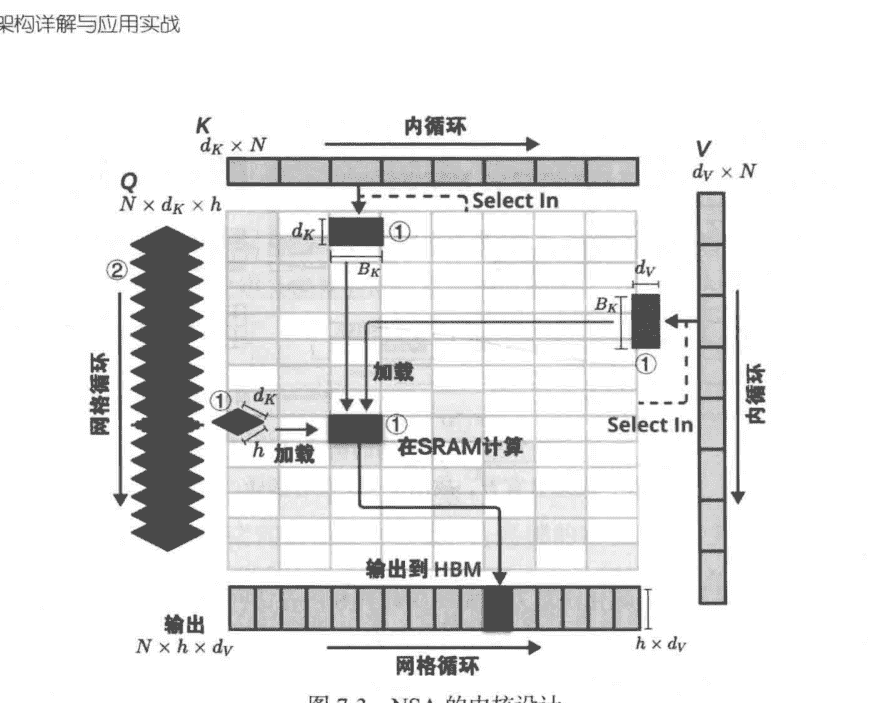 架构详解与应用实战
K
d_K × N
内循环
V
d_V × N
Q
N × d_K × h
Select In
d_K
①
B_K
②
d_V
B_K
①
网格循环
内循环
加载
①
d_K
h
加载
①
在SRAM计算
Select In
输出到 HBM
输出
N × h × d_V
h × d_V
网格循环
图 7-3 NSA 的内核设计